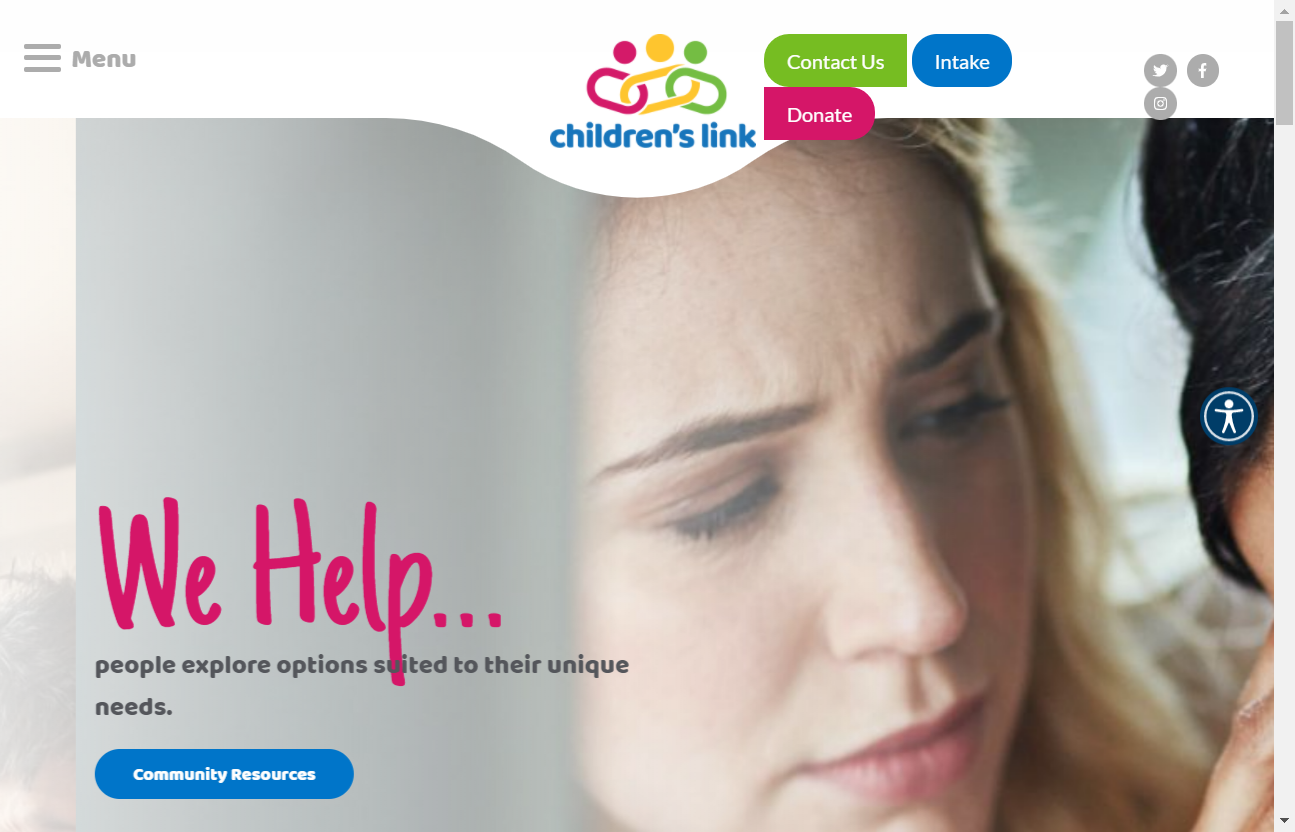 Menu
children's link
Contact Us
Intake
Donate
We Help...
people explore options suited to their unique
needs.
Community Resources